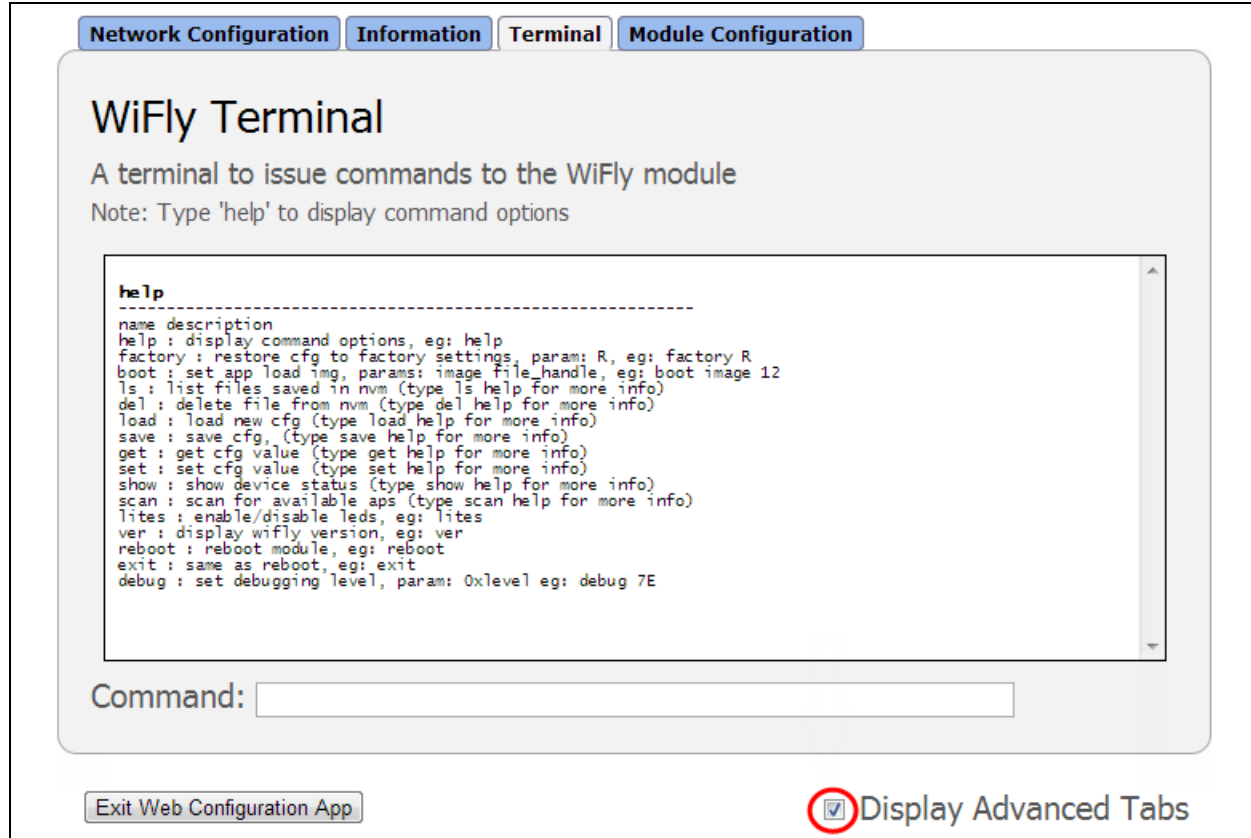 Network Configuration Information Terminal Module Configuration
WiFly Terminal
A terminal to issue commands to the WiFly module
Note: Type 'help' to display command options
help
------------------------------------------------------------
name description
help : display command options, eg: help
factory : restore cfg to factory settings, param: R, eg: factory R
boot : set app load img, params: image file_handle, eg: boot image 12
ls : list files saved in nvm (type ls help for more info)
del : delete file from nvm (type del help for more info)
load : load new cfg (type load help for more info)
save : save cfg, (type save help for more info)
get : get cfg value (type get help for more info)
set : set cfg value (type set help for more info)
show : show device status (type show help for more info)
scan : scan for available aps (type scan help for more info)
lites : enable/disable leds, eg: lites
ver : display wifly version, eg: ver
reboot : reboot module, eg: reboot
exit : same as reboot, eg: exit
debug : set debugging level, param: 0xlevel eg: debug 7E
Command:
Exit Web Configuration App Display Advanced Tabs